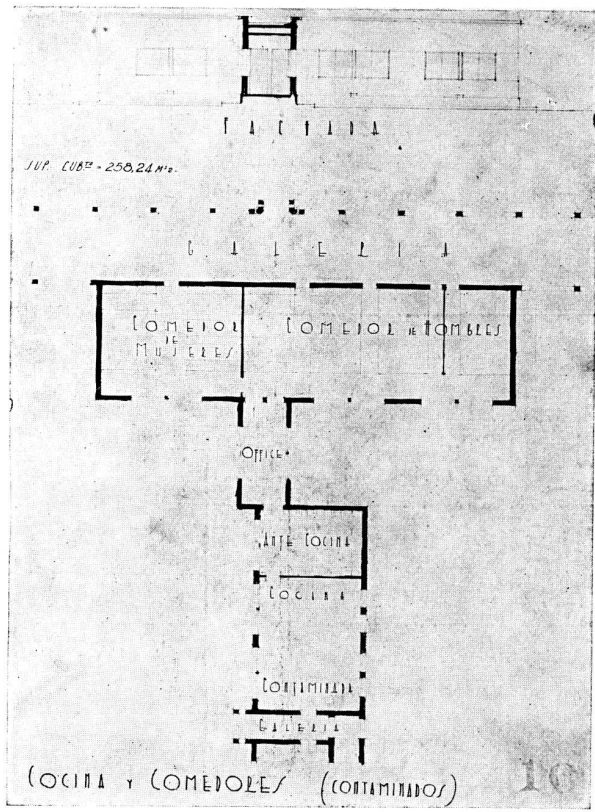 FACHADA
SUP. CUB.TA = 258,24 M²s.
GALERIA
COMEDOR
DE
MUJERES
COMEDOR DE HOMBRES
OFFICE
ANTE COCINA
COCINA
CONTAMINADA
GALERIA
COCINA Y COMEDORES (CONTAMINADOS)
10